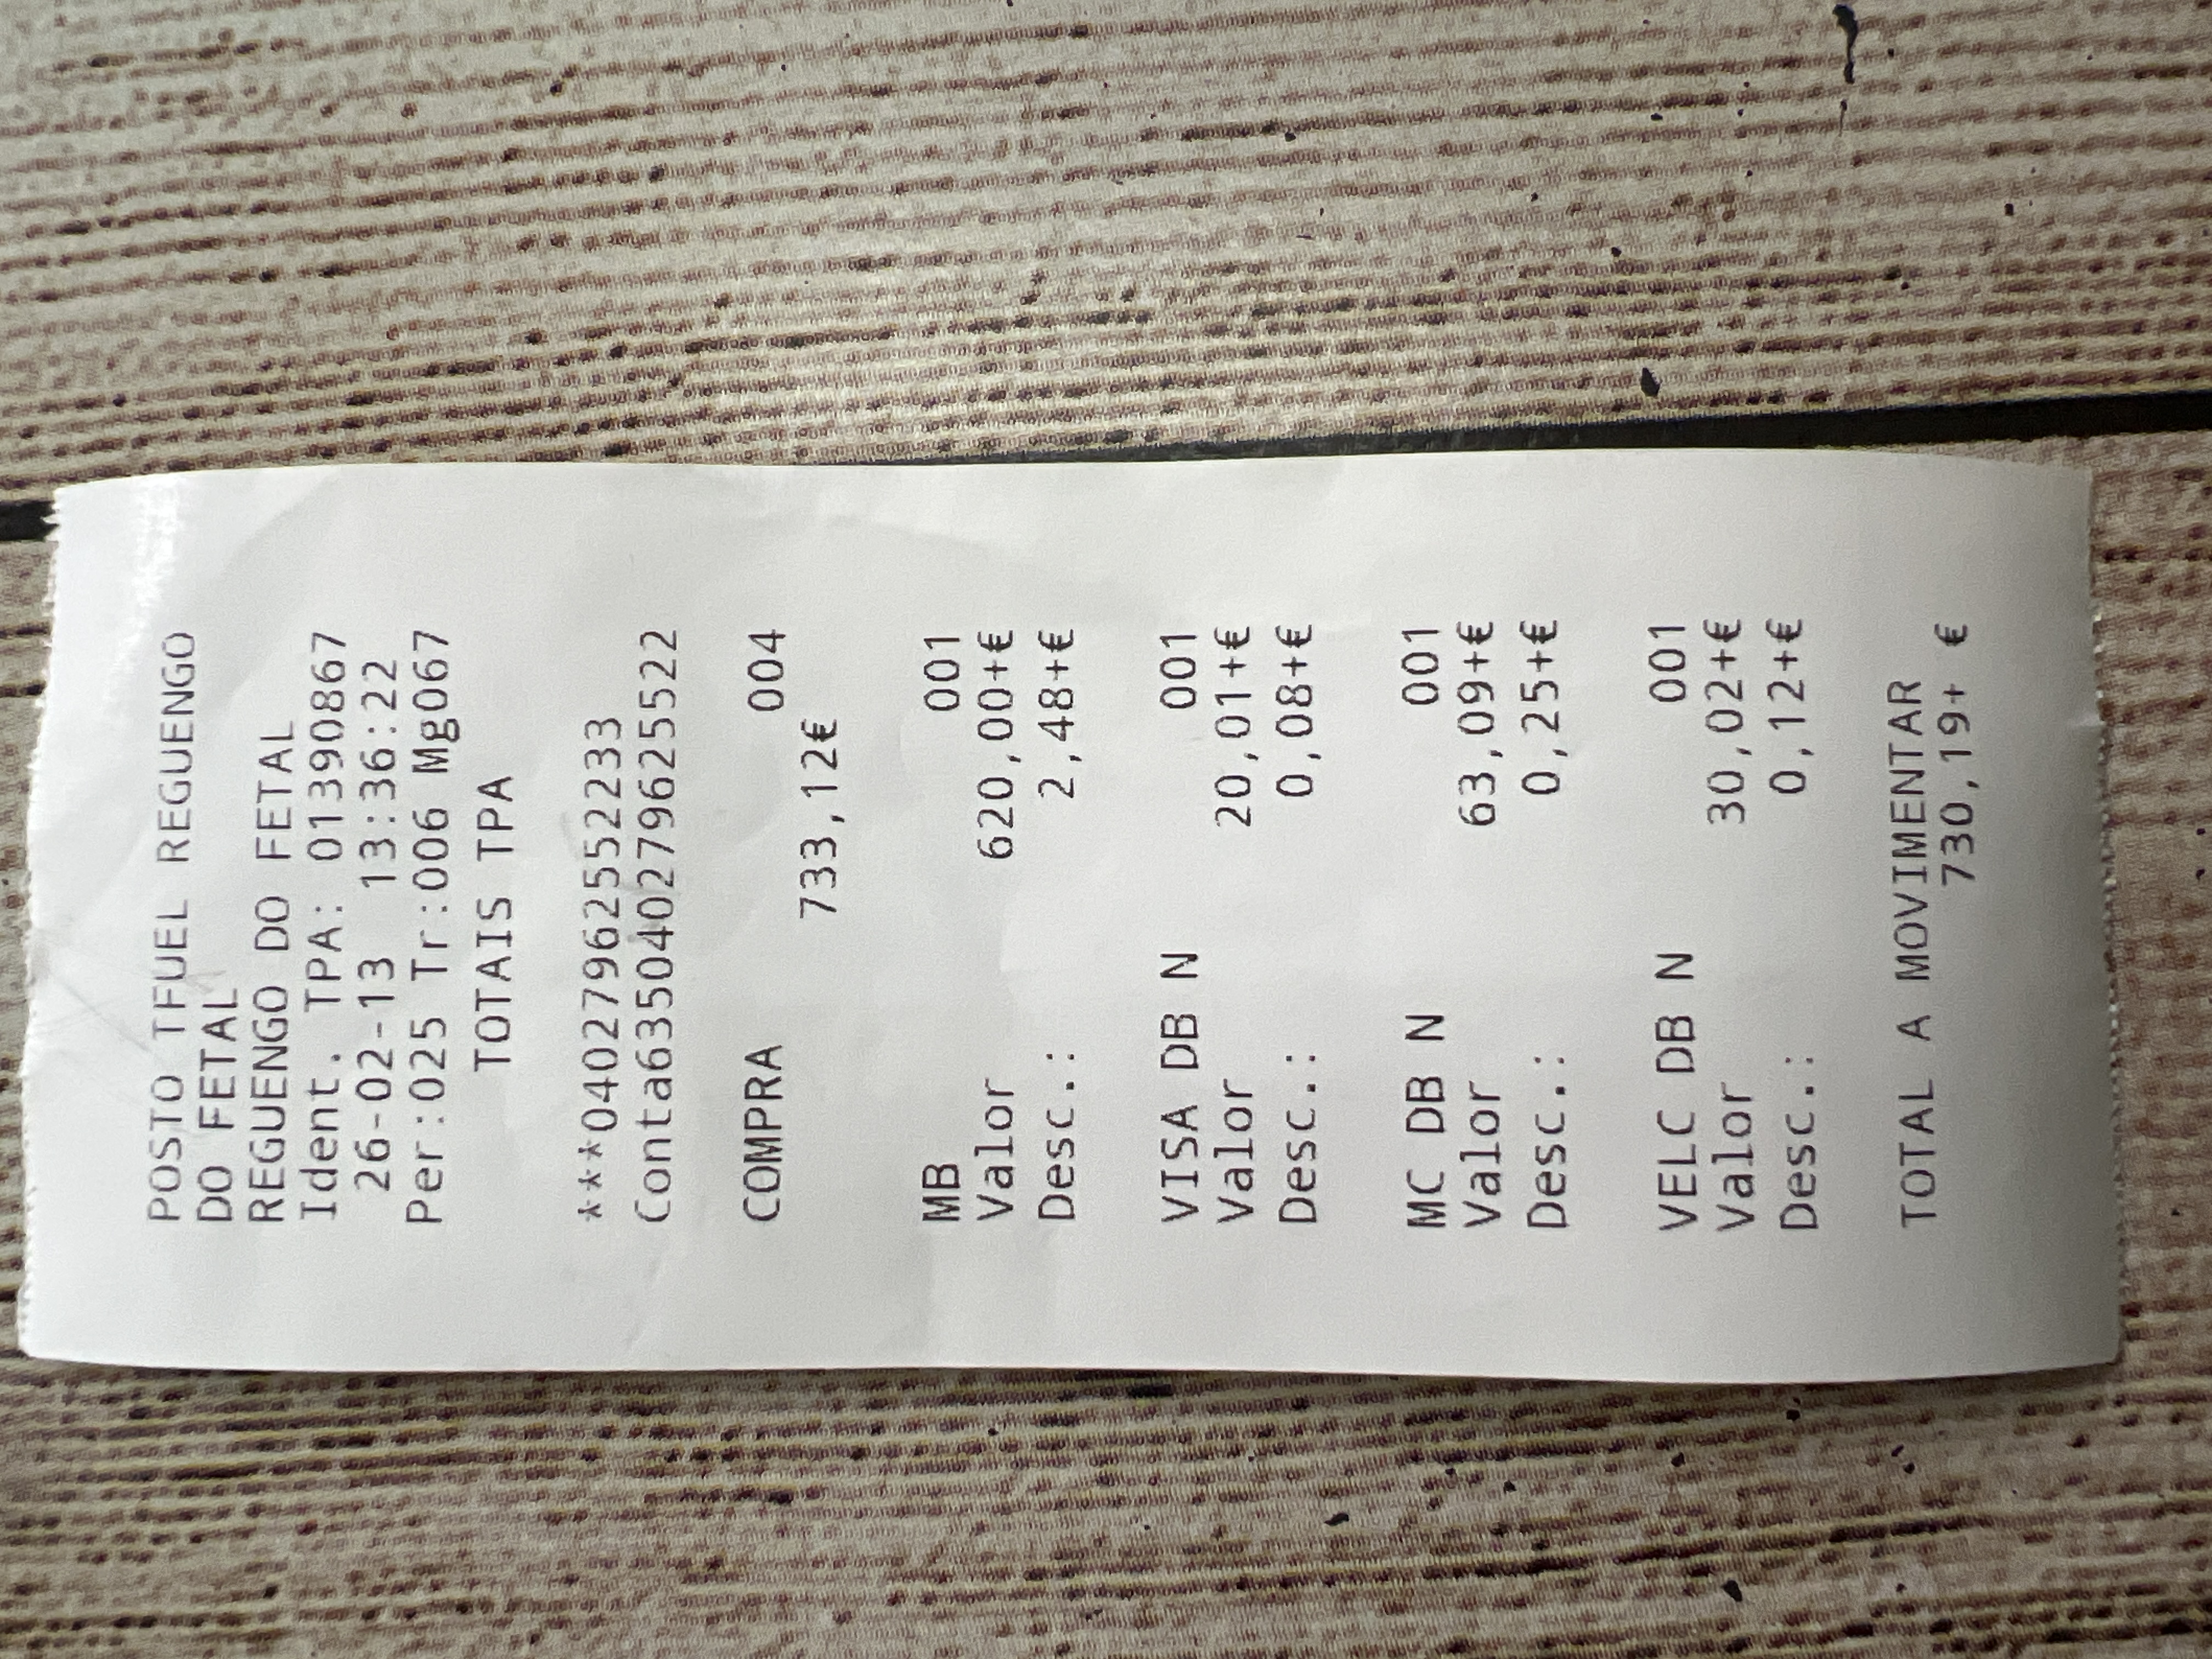 POSTO TFUEL REGUENGO
DO FETAL
REGUENGO DO FETAL
Ident. TPA: 01390867
26-02-13 13:36:22
Per:025 Tr:006 Mg067
TOTAIS TPA
***04027962552233
Conta6350402796255522
COMPRA 004
733,12€
MB 001
Valor 620,00+€
Desc.: 2,48+€
VISA DB N 001
Valor 20,01+€
Desc.: 0,08+€
MC DB N 001
Valor 63,09+€
Desc.: 0,25+€
VELC DB N 001
Valor 30,02+€
Desc.: 0,12+€
TOTAL A MOVIMENTAR
730,19+ €